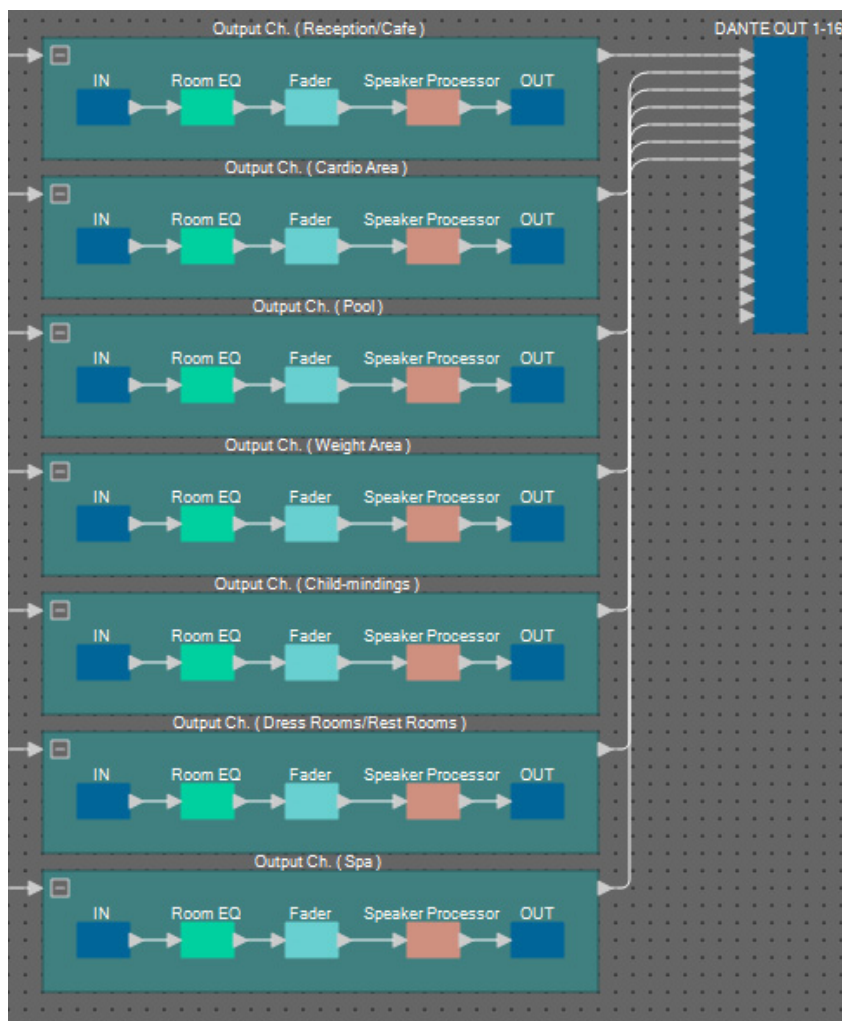 Output Ch. ( Reception/Cafe )
DANTE OUT 1-16
IN Room EQ Fader Speaker Processor OUT
Output Ch. ( Cardio Area )
IN Room EQ Fader Speaker Processor OUT
Output Ch. ( Pool )
IN Room EQ Fader Speaker Processor OUT
Output Ch. ( Weight Area )
IN Room EQ Fader Speaker Processor OUT
Output Ch. ( Child-mindings )
IN Room EQ Fader Speaker Processor OUT
Output Ch. ( Dress Rooms/Rest Rooms )
IN Room EQ Fader Speaker Processor OUT
Output Ch. ( Spa )
IN Room EQ Fader Speaker Processor OUT